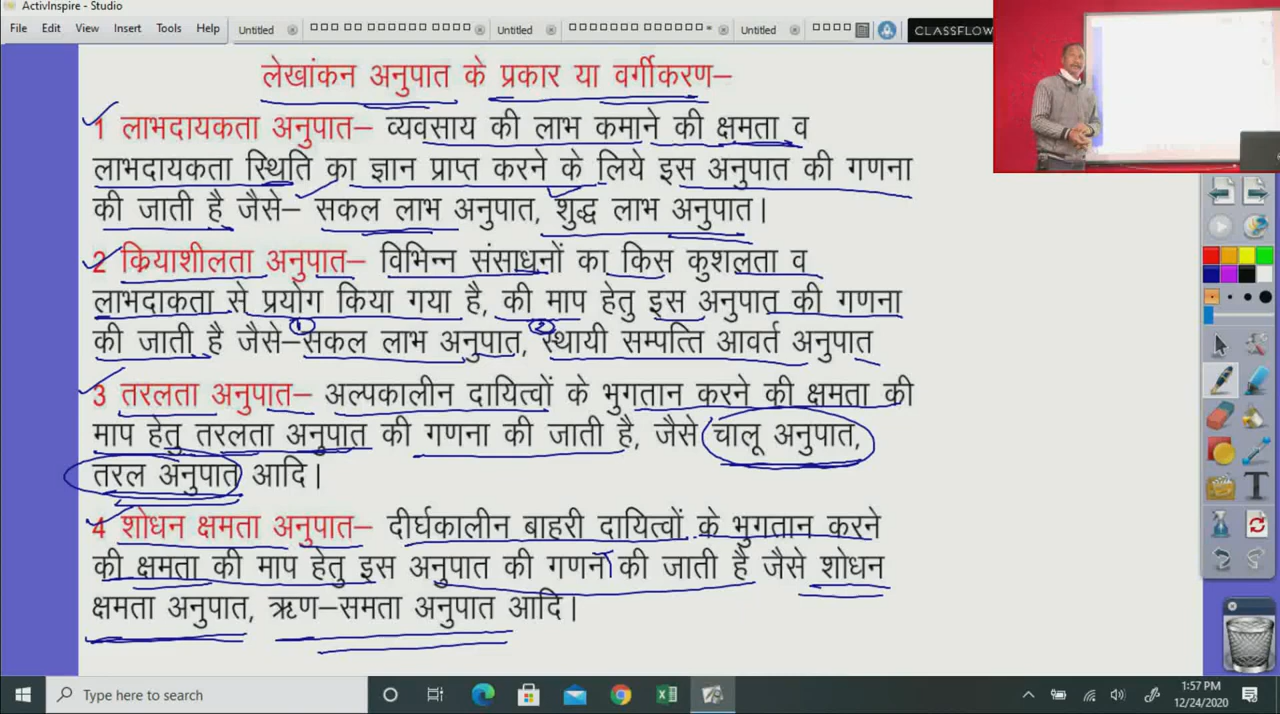 ActivInspire - Studio
File Edit View Insert Tools Help Untitled Untitled Untitled CLASSFLOW
लेखांकन अनुपात के प्रकार या वर्गीकरण–
1 लाभदायकता अनुपात– व्यवसाय की लाभ कमाने की क्षमता व
लाभदायकता स्थिति का ज्ञान प्राप्त करने के लिये इस अनुपात की गणना
की जाती है जैसे– सकल लाभ अनुपात, शुद्ध लाभ अनुपात।
2 कियाशीलता अनुपात– विभिन्न संसाधनों का किस कुशलता व
लाभदाकता से प्रयोग किया गया है, की माप हेतु इस अनुपात की गणना
1 2
की जाती है जैसे–सकल लाभ अनुपात, स्थायी सम्पत्ति आवर्त अनुपात
3 तरलता अनुपात– अल्पकालीन दायित्वों के भुगतान करने की क्षमता की
माप हेतु तरलता अनुपात की गणना की जाती है, जैसे चालू अनुपात,
तरल अनुपात आदि।
4 शोधन क्षमता अनुपात– दीर्घकालीन बाहरी दायित्वों के भुगतान करने
की क्षमता की माप हेतु इस अनुपात की गणना की जाती है जैसे शोधन
क्षमता अनुपात, ऋण–समता अनुपात आदि।
Type here to search
1:57 PM
12/24/2020